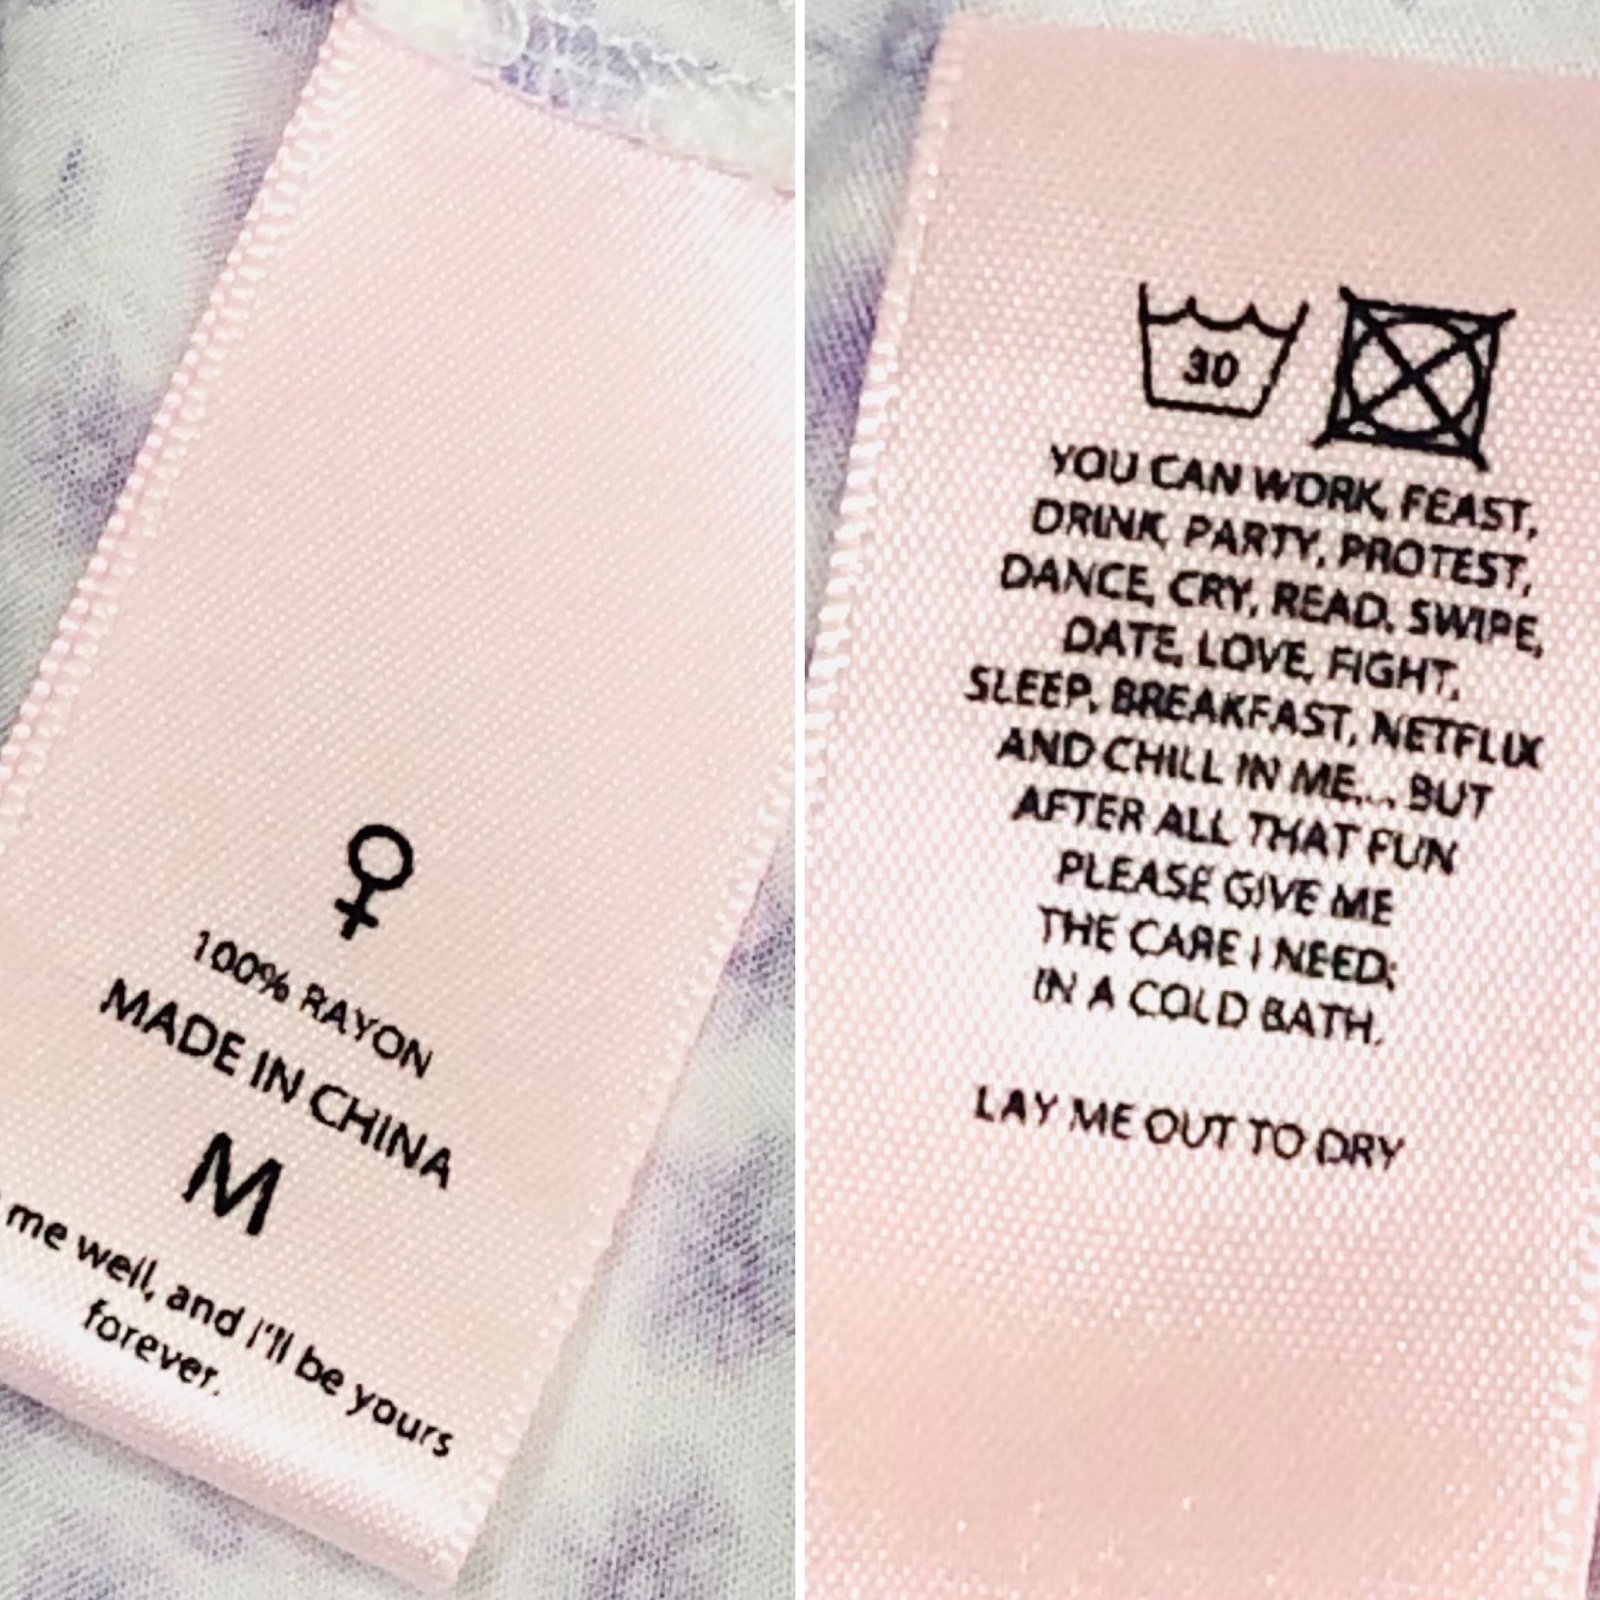 100% RAYON
MADE IN CHINA
M
me well, and i'll be yours
forever.
30
YOU CAN WORK, FEAST,
DRINK, PARTY, PROTEST,
DANCE, CRY, READ, SWIPE,
DATE, LOVE, FIGHT,
SLEEP, BREAKFAST, NETFLIX
AND CHILL IN ME... BUT
AFTER ALL THAT FUN
PLEASE GIVE ME
THE CARE I NEED;
IN A COLD BATH.
LAY ME OUT TO DRY